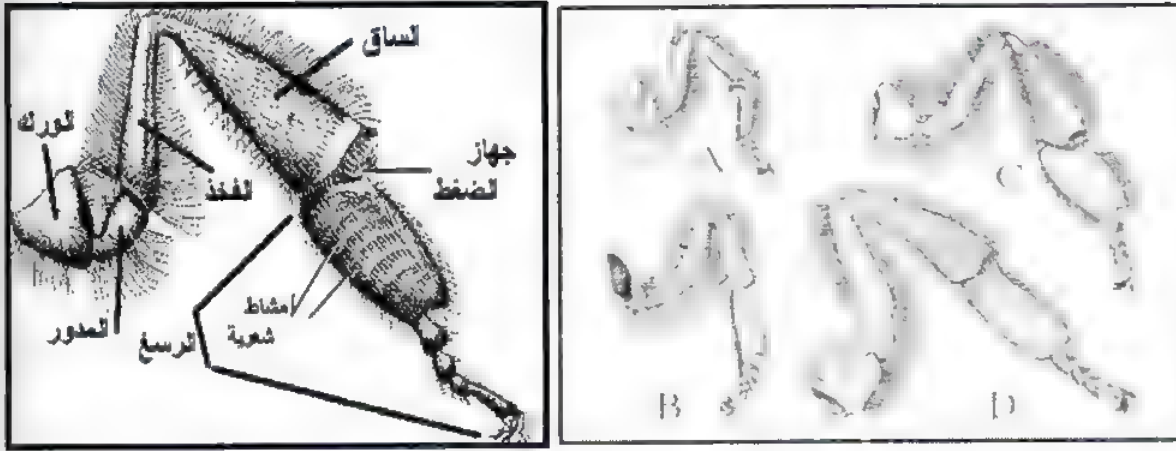 الساق
الورك
جهاز
الضغط
الفخذ
أمشاط
شعرية
المدور
الرسغ
C
B
D